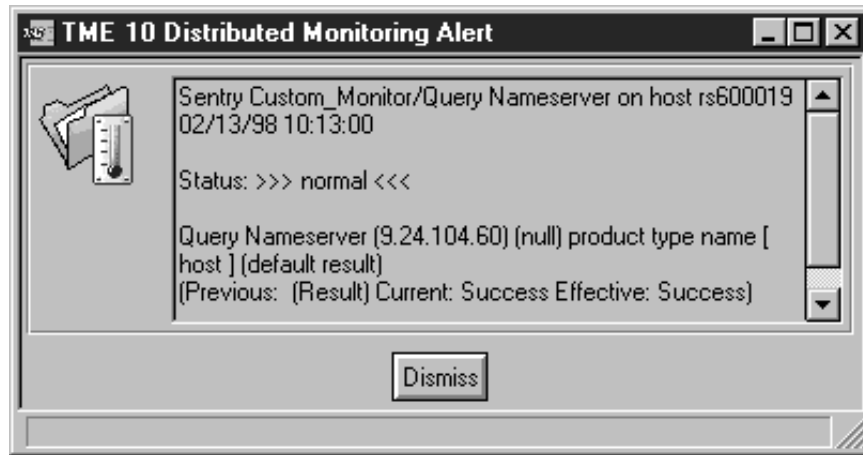 TME 10 Distributed Monitoring Alert
Sentry Custom_Monitor/Query Nameserver on host rs600019
02/13/98 10:13:00
Status: >>> normal <<<
Query Nameserver (9.24.104.60) (null) product type name [
host ] (default result)
(Previous:  (Result) Current: Success Effective: Success)
Dismiss